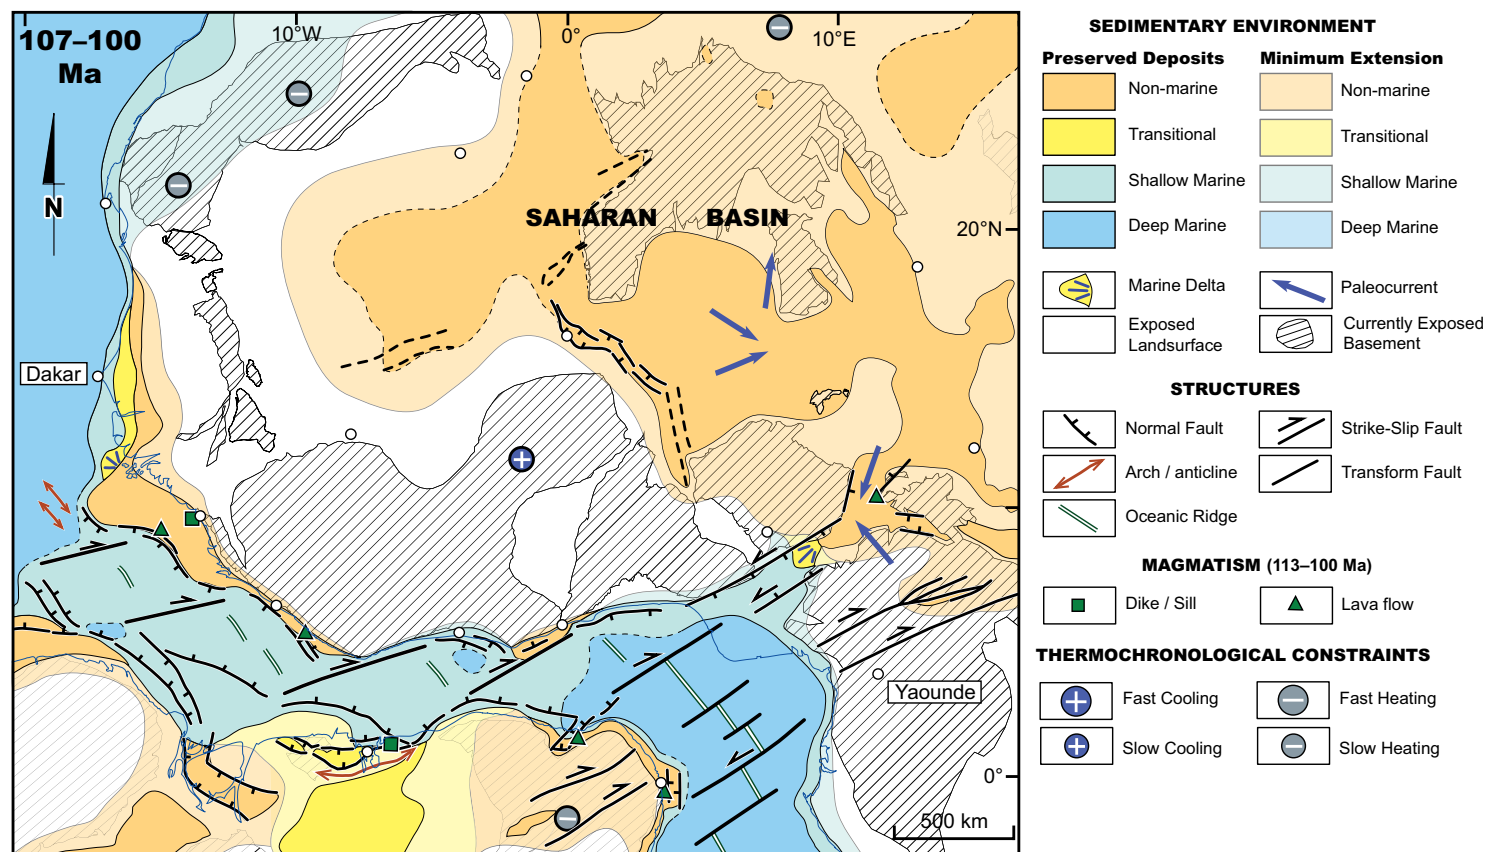 107–100
Ma
10°W
0°
10°E
N
SAHARAN BASIN
20°N
Dakar
Yaounde
0°
500 km
SEDIMENTARY ENVIRONMENT
Preserved Deposits
Minimum Extension
Non-marine
Non-marine
Transitional
Transitional
Shallow Marine
Shallow Marine
Deep Marine
Deep Marine
Marine Delta
Paleocurrent
Exposed
Landsurface
Currently Exposed
Basement
STRUCTURES
Normal Fault
Strike-Slip Fault
Arch / anticline
Transform Fault
Oceanic Ridge
MAGMATISM (113–100 Ma)
Dike / Sill
Lava flow
THERMOCHRONOLOGICAL CONSTRAINTS
Fast Cooling
Fast Heating
Slow Cooling
Slow Heating